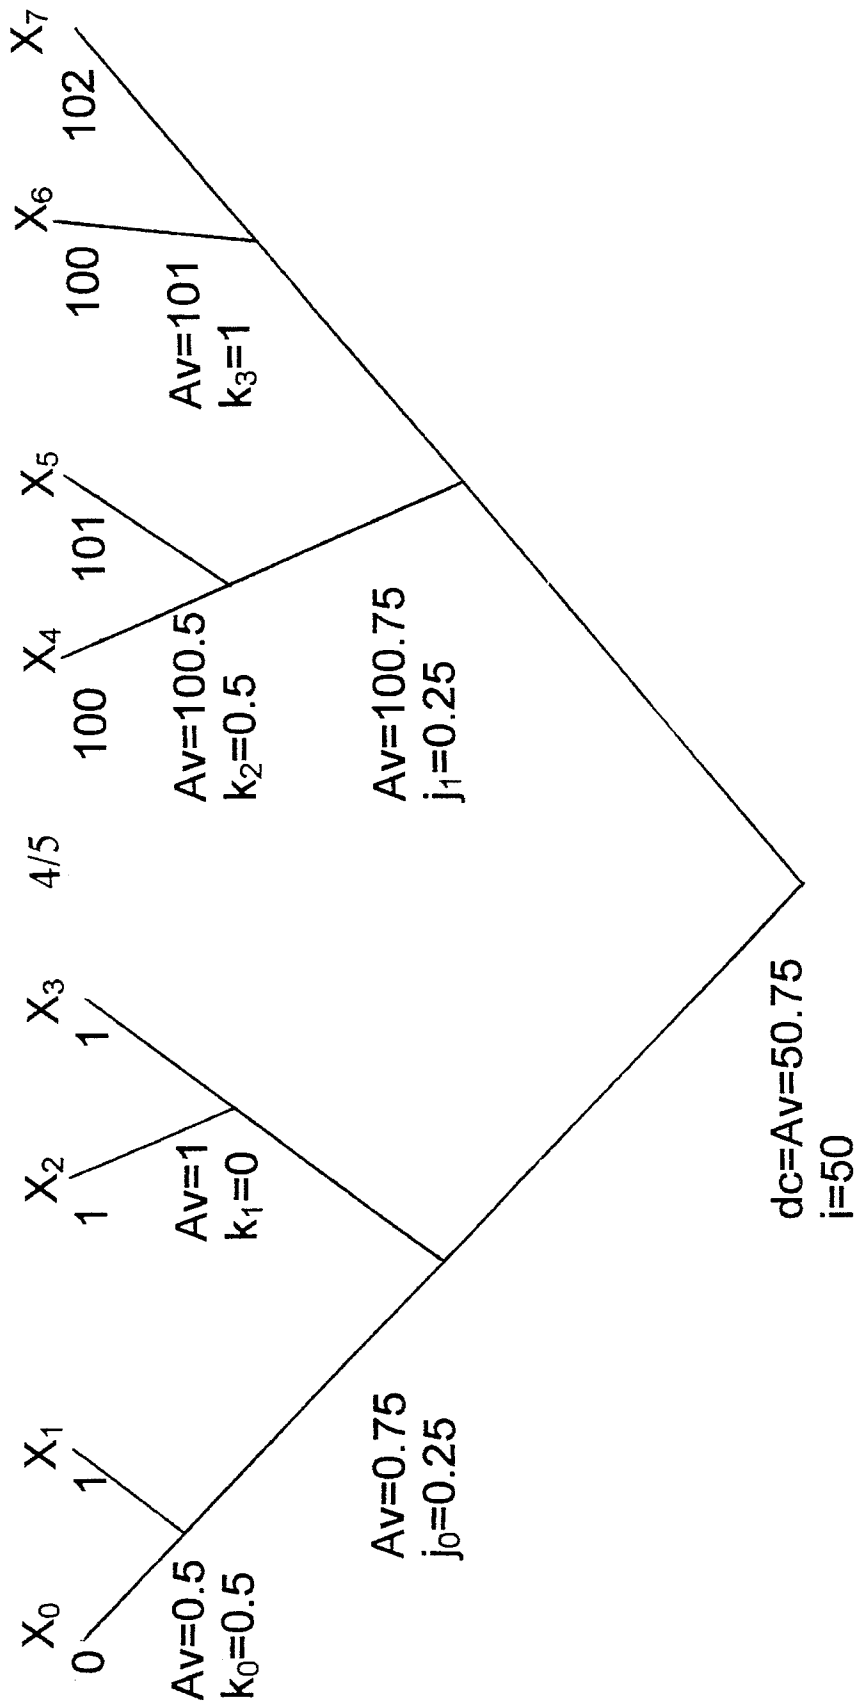 4/5
X₀ X₁ X₂ X₃ X₄ X₅ X₆ X₇
0 1 1 1 100 101 100 102
Av=0.5
k₀=0.5
Av=1
k₁=0
Av=100.5
k₂=0.5
Av=101
k₃=1
Av=0.75
j₀=0.25
Av=100.75
j₁=0.25
dc=Av=50.75
i=50